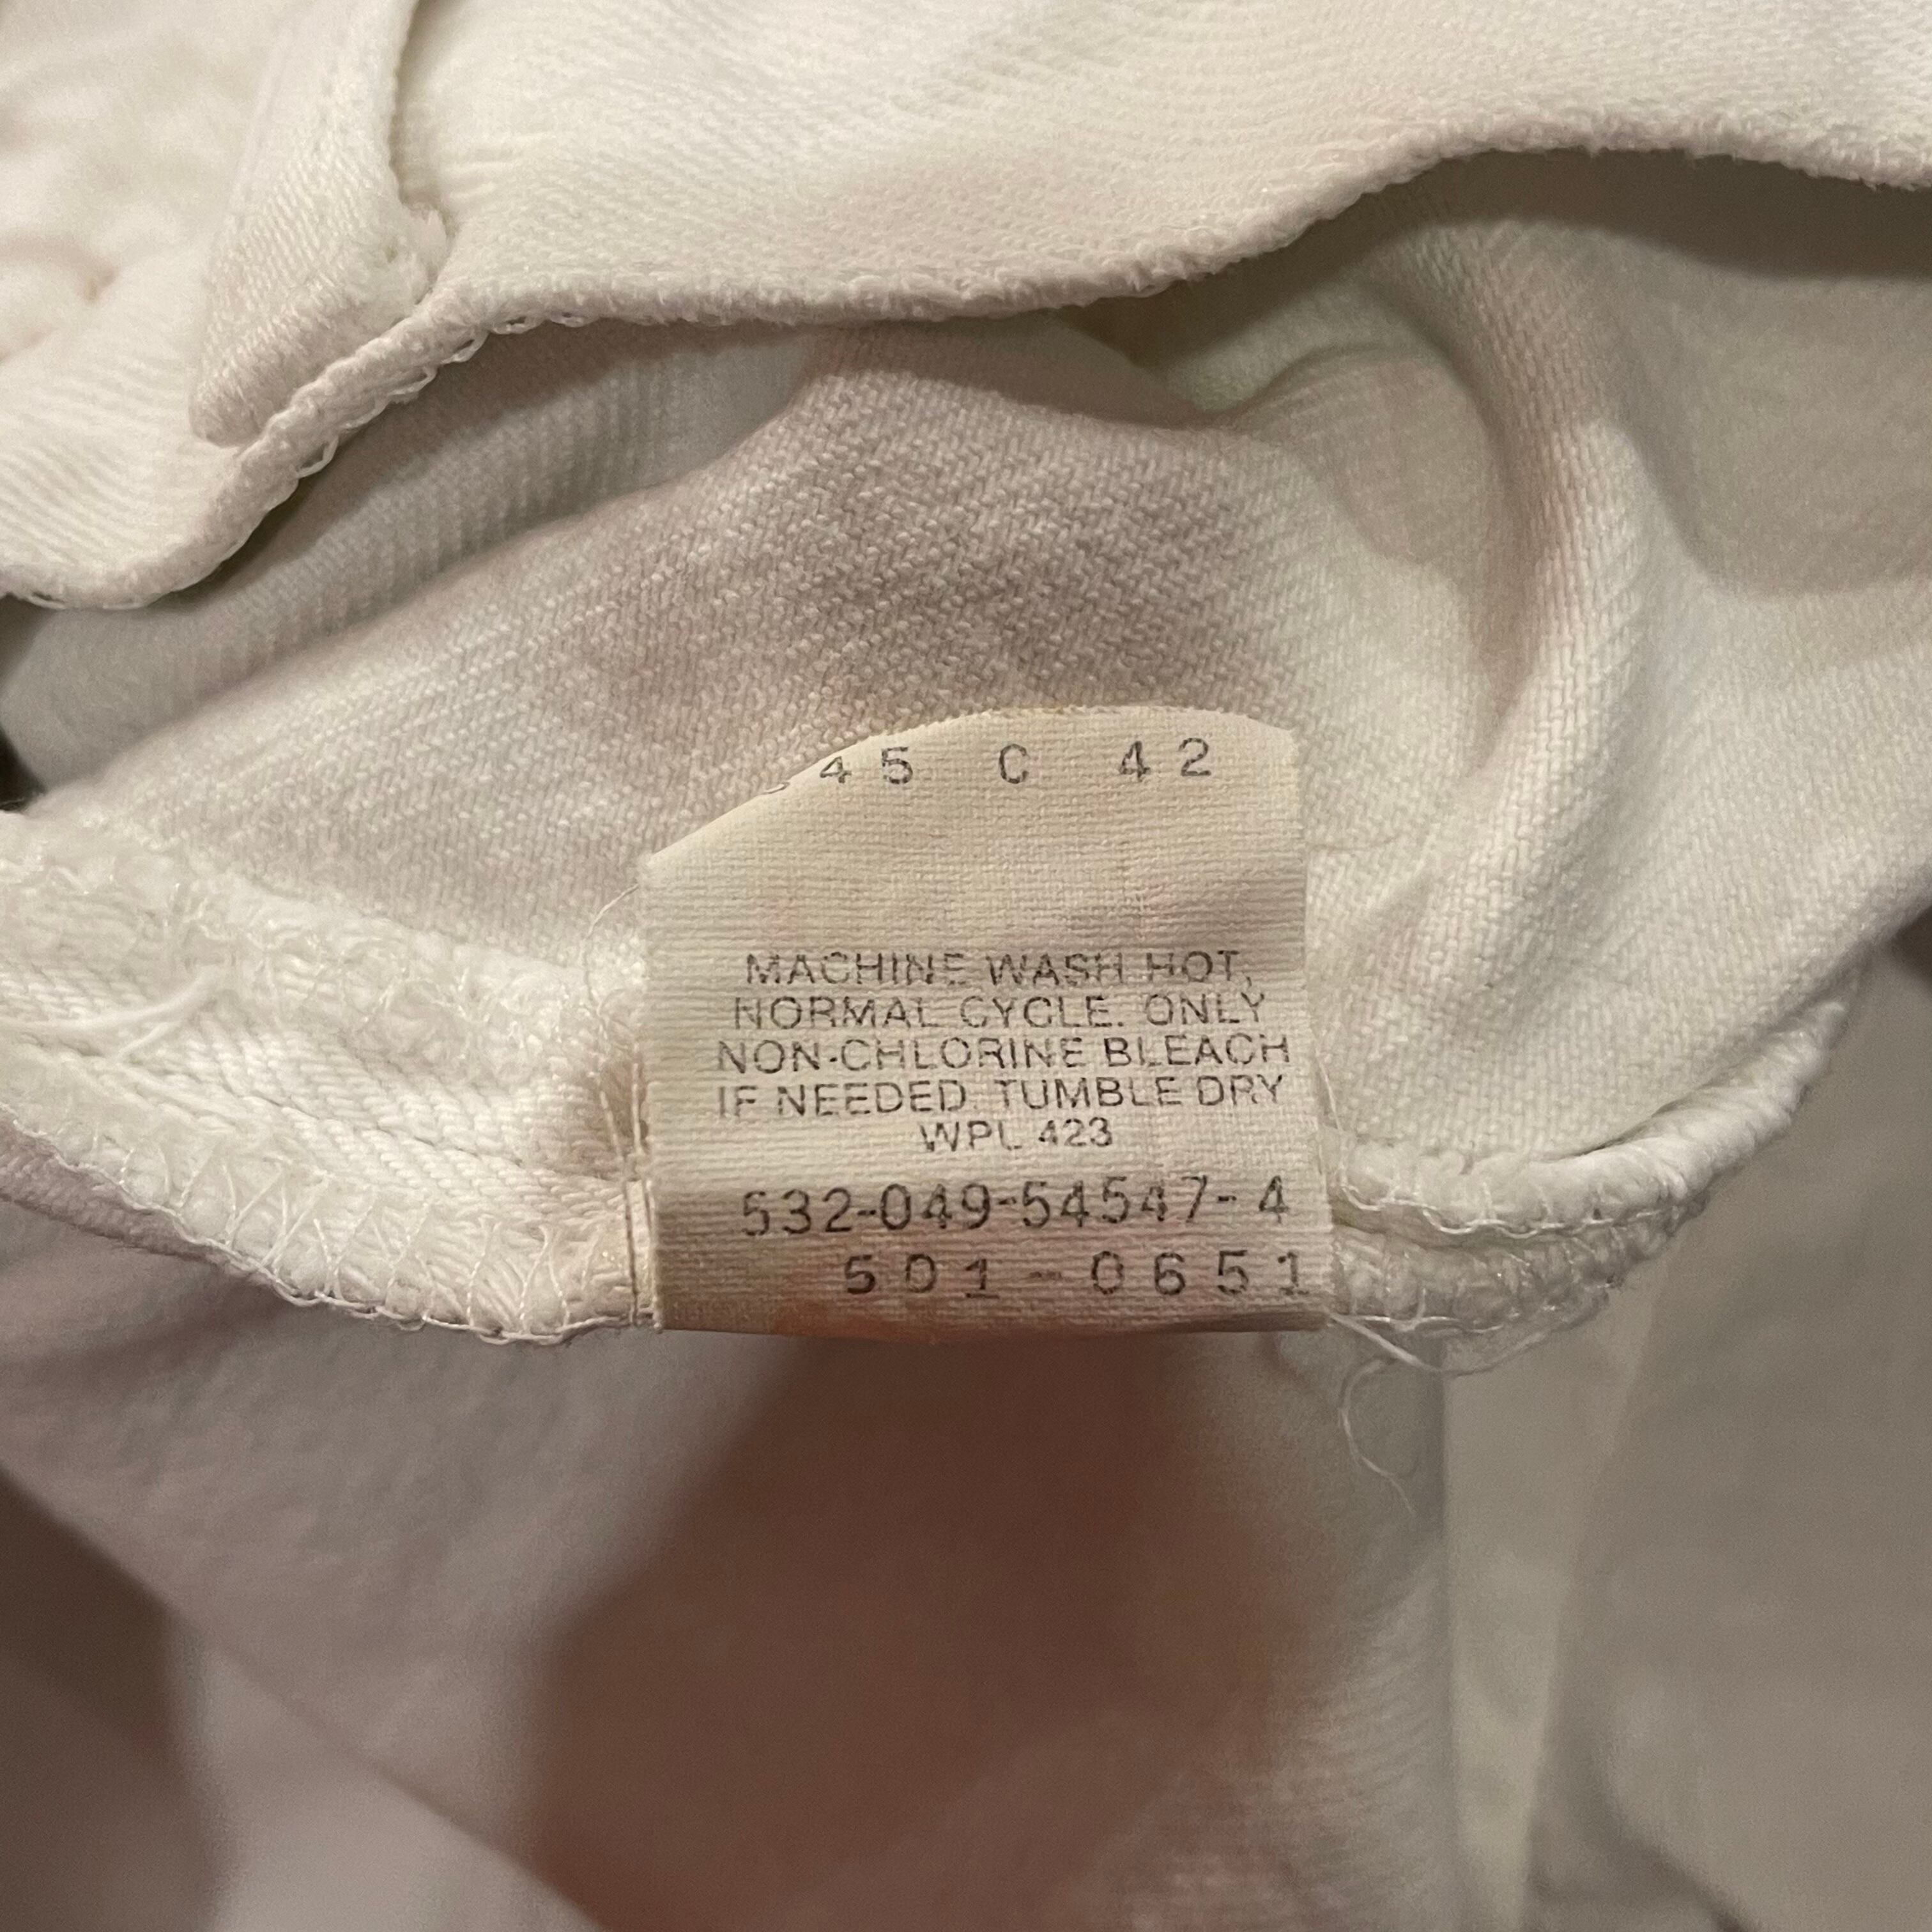 45 C 42
MACHINE WASH HOT,
NORMAL CYCLE. ONLY
NON-CHLORINE BLEACH
IF NEEDED. TUMBLE DRY
WPL 423
532-049-54547-4
501-0651